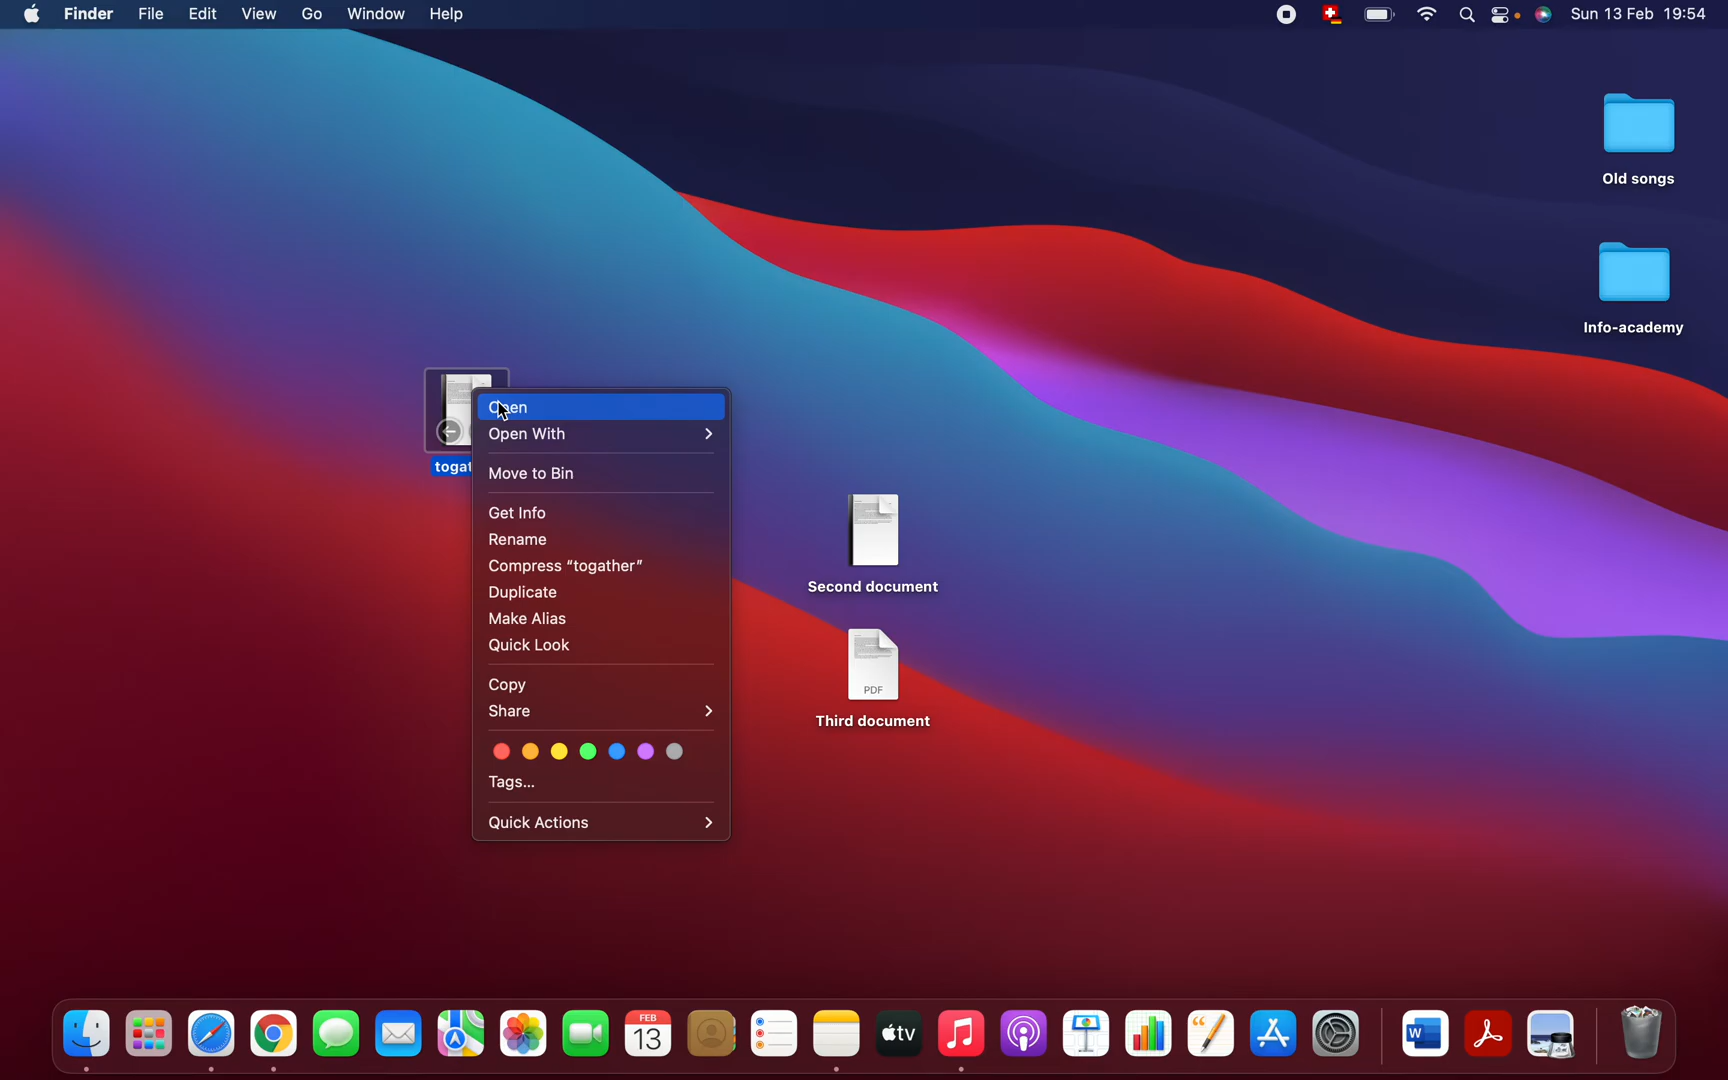 Finder File Edit View Go Window Help Sun 13 Feb 19:54
Old songs
Info-academy
Open
Open With
togat
Move to Bin
Get Info
Rename
Compress “togather”
Duplicate
Make Alias
Quick Look
Copy
Share
Tags...
Quick Actions
Second document
PDF
Third document
FEB
13
tv
W